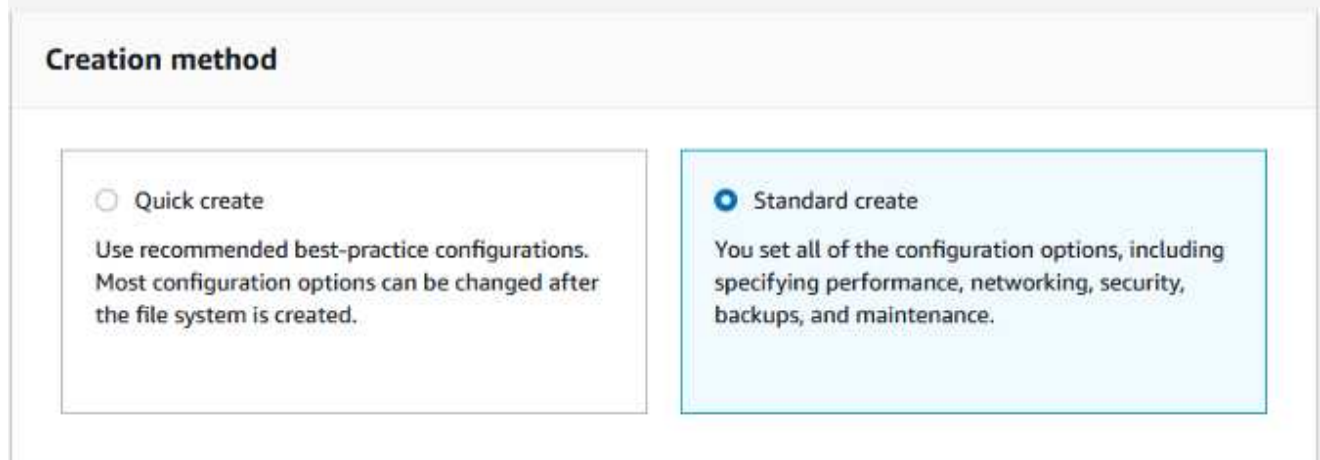 Creation method
Quick create
Use recommended best-practice configurations.
Most configuration options can be changed after
the file system is created.
Standard create
You set all of the configuration options, including
specifying performance, networking, security,
backups, and maintenance.